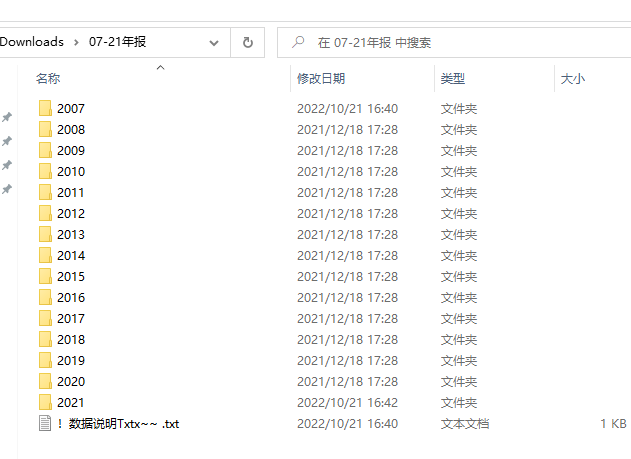 Downloads › 07-21年报
在 07-21年报 中搜索
名称 修改日期 类型 大小
2007 2022/10/21 16:40 文件夹
2008 2021/12/18 17:28 文件夹
2009 2021/12/18 17:28 文件夹
2010 2021/12/18 17:28 文件夹
2011 2021/12/18 17:28 文件夹
2012 2021/12/18 17:28 文件夹
2013 2021/12/18 17:28 文件夹
2014 2021/12/18 17:28 文件夹
2015 2021/12/18 17:28 文件夹
2016 2021/12/18 17:28 文件夹
2017 2021/12/18 17:28 文件夹
2018 2021/12/18 17:28 文件夹
2019 2021/12/18 17:28 文件夹
2020 2021/12/18 17:28 文件夹
2021 2022/10/21 16:42 文件夹
！数据说明Txtx~~ .txt 2022/10/21 16:40 文本文档 1 KB